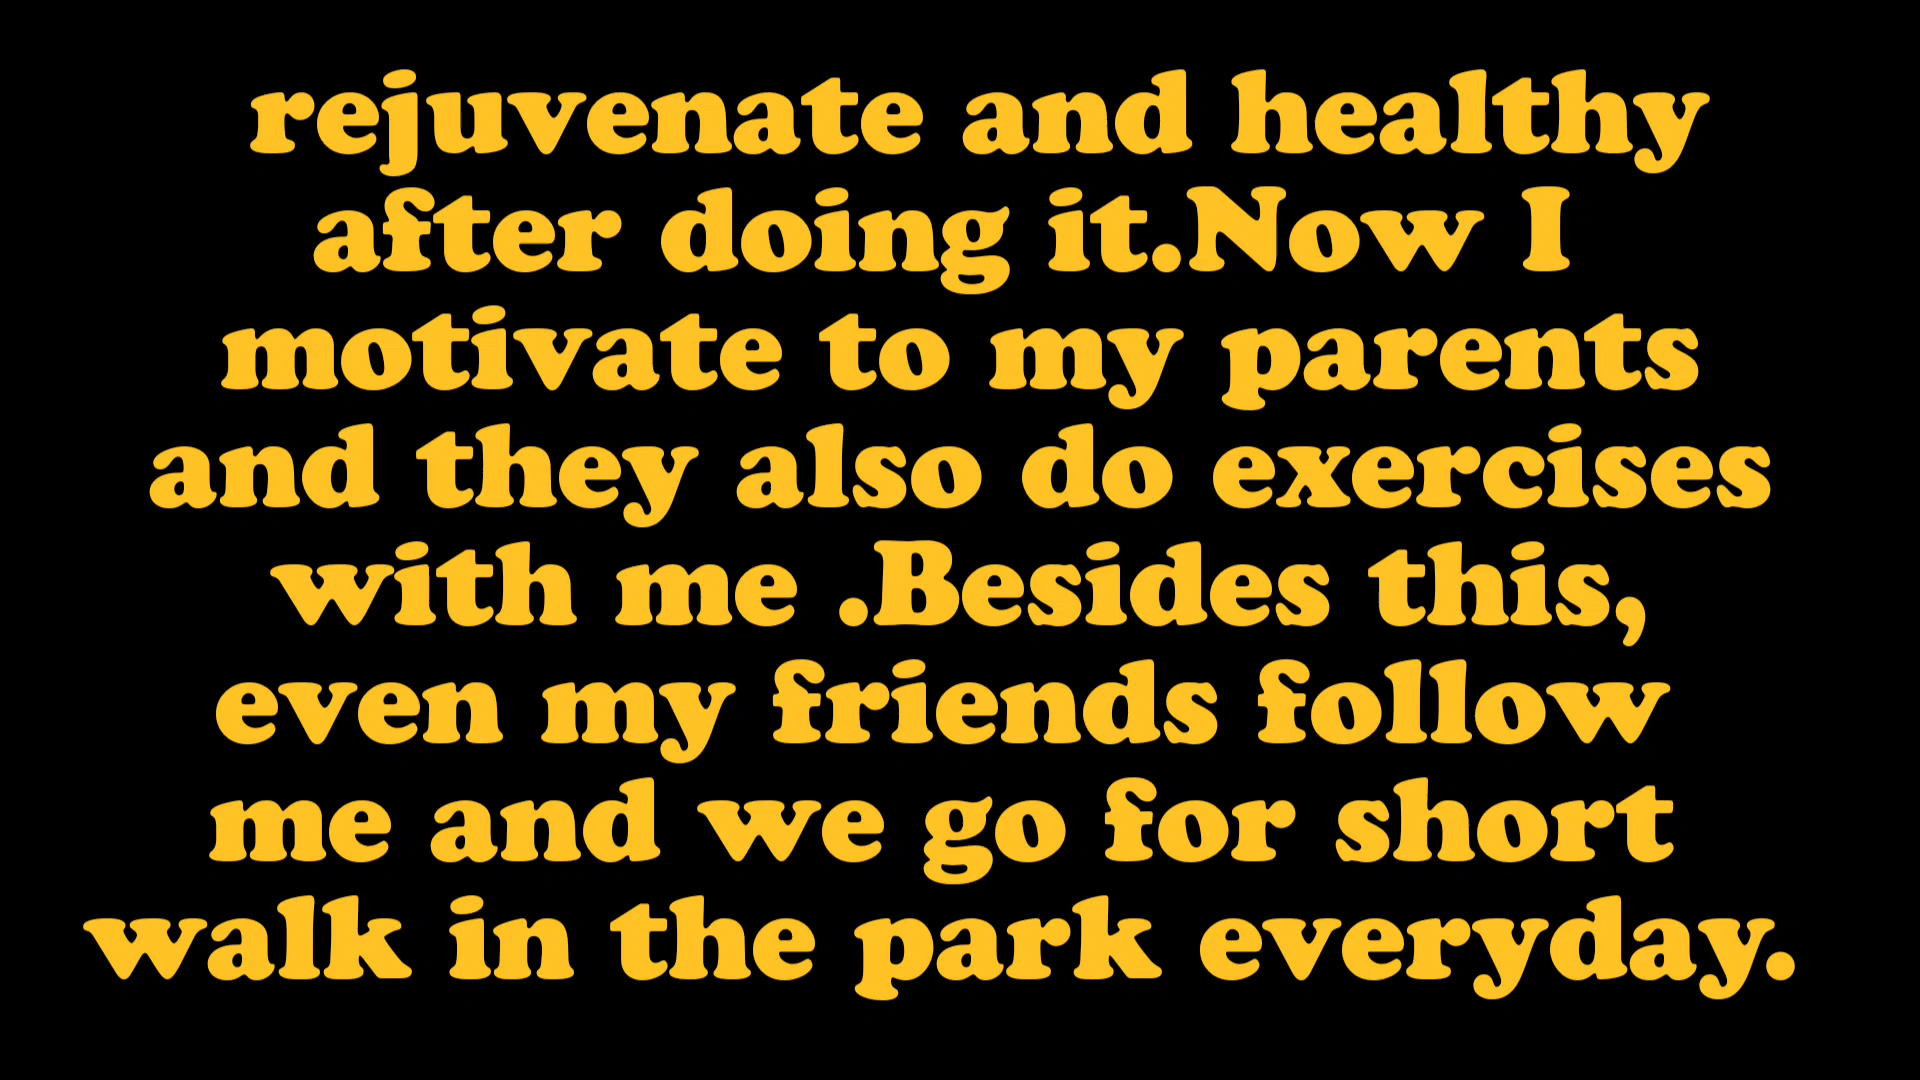 rejuvenate and healthy
after doing it.Now I
motivate to my parents
and they also do exercises
with me .Besides this,
even my friends follow
me and we go for short
walk in the park everyday.